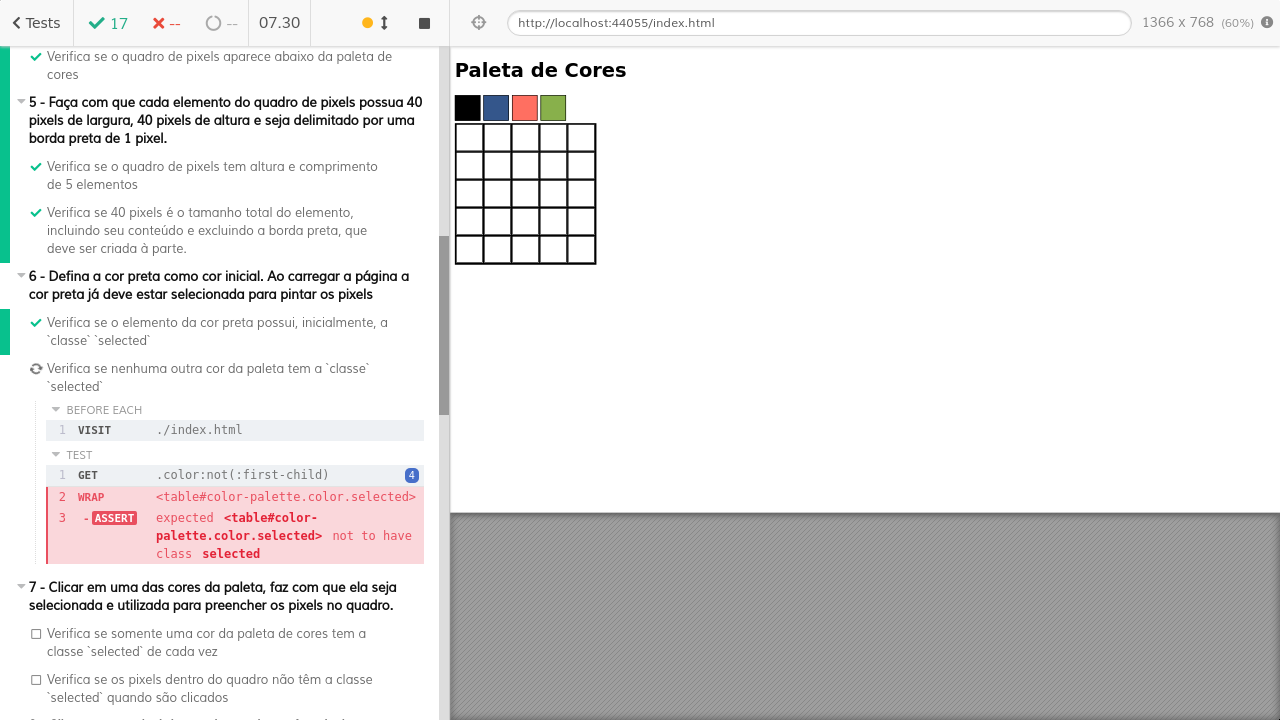 Tests
17
--
--
07.30
http://localhost:44055/index.html
1366 x 768 (60%)
Verifica se o quadro de pixels aparece abaixo da paleta de
cores
5 - Faça com que cada elemento do quadro de pixels possua 40
pixels de largura, 40 pixels de altura e seja delimitado por uma
borda preta de 1 pixel.
Verifica se o quadro de pixels tem altura e comprimento
de 5 elementos
Verifica se 40 pixels é o tamanho total do elemento,
incluindo seu conteúdo e excluindo a borda preta, que
deve ser criada à parte.
6 - Defina a cor preta como cor inicial. Ao carregar a página a
cor preta já deve estar selecionada para pintar os pixels
Verifica se o elemento da cor preta possui, inicialmente, a
`classe` `selected`
Verifica se nenhuma outra cor da paleta tem a `classe`
`selected`
BEFORE EACH
1 VISIT ./index.html
TEST
1 GET .color:not(:first-child) 4
2 WRAP <table#color-palette.color.selected>
3 -ASSERT expected <table#color-
palette.color.selected> not to have
class selected
7 - Clicar em uma das cores da paleta, faz com que ela seja
selecionada e utilizada para preencher os pixels no quadro.
Verifica se somente uma cor da paleta de cores tem a
classe `selected` de cada vez
Verifica se os pixels dentro do quadro não têm a classe
`selected` quando são clicados
Paleta de Cores